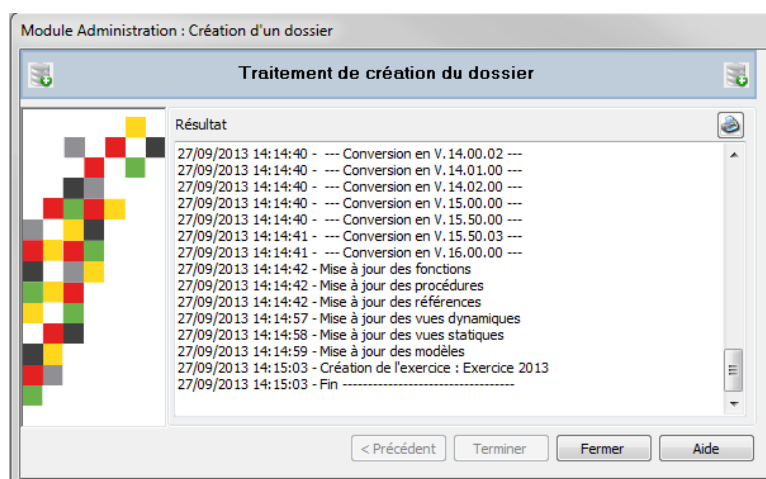 Module Administration : Création d'un dossier
Traitement de création du dossier
Résultat
27/09/2013 14:14:40 -  --- Conversion en V.14.00.02 ---
27/09/2013 14:14:40 -  --- Conversion en V.14.01.00 ---
27/09/2013 14:14:40 -  --- Conversion en V.14.02.00 ---
27/09/2013 14:14:40 -  --- Conversion en V.15.00.00 ---
27/09/2013 14:14:40 -  --- Conversion en V.15.50.00 ---
27/09/2013 14:14:41 -  --- Conversion en V.15.50.03 ---
27/09/2013 14:14:41 -  --- Conversion en V.16.00.00 ---
27/09/2013 14:14:42 - Mise à jour des fonctions
27/09/2013 14:14:42 - Mise à jour des procédures
27/09/2013 14:14:42 - Mise à jour des références
27/09/2013 14:14:57 - Mise à jour des vues dynamiques
27/09/2013 14:14:58 - Mise à jour des vues statiques
27/09/2013 14:14:59 - Mise à jour des modèles
27/09/2013 14:15:03 - Création de l'exercice : Exercice 2013
27/09/2013 14:15:03 - Fin ----------------------------------
< Précédent Terminer Fermer Aide